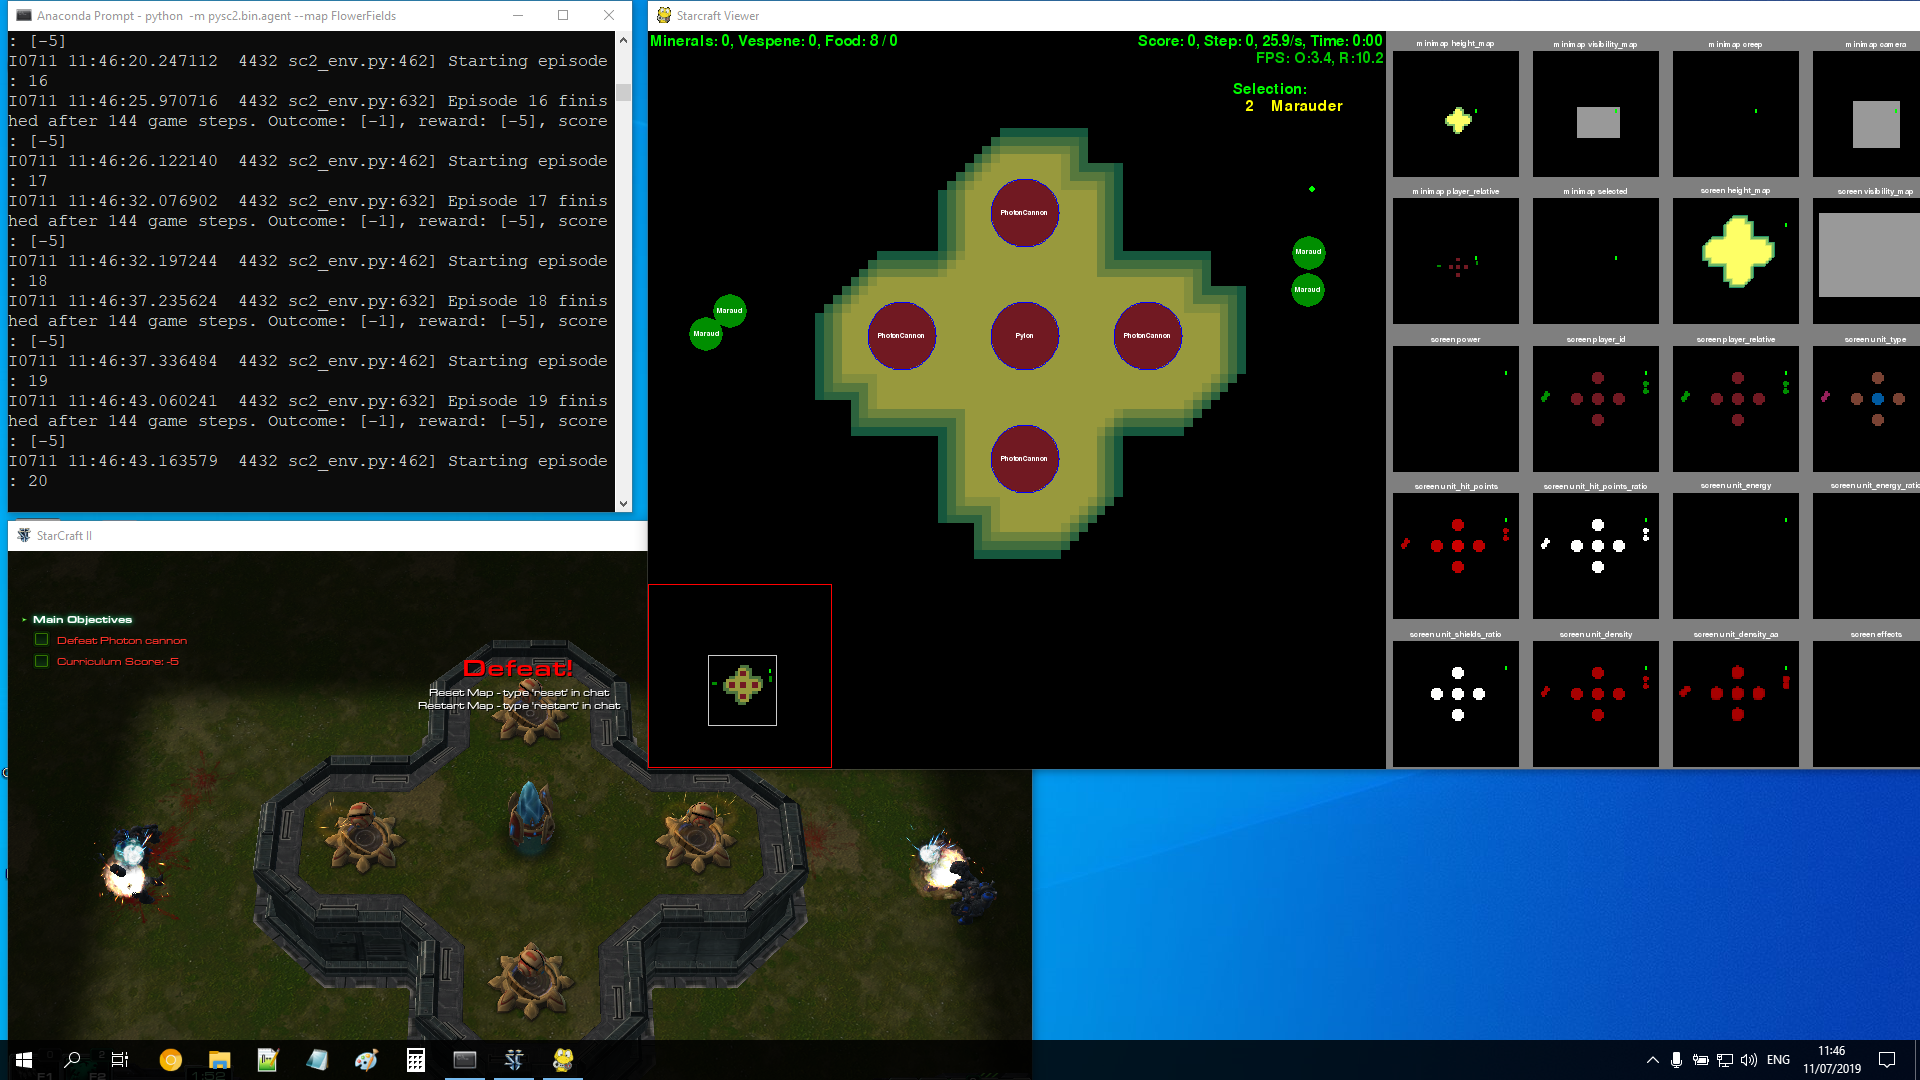 Anaconda Prompt - python -m pysc2.bin.agent --map FlowerFields
: [-5]
I0711 11:46:20.247112 4432 sc2_env.py:462] Starting episode
: 16
I0711 11:46:25.970716 4432 sc2_env.py:632] Episode 16 finis
hed after 144 game steps. Outcome: [-1], reward: [-5], score
: [-5]
I0711 11:46:26.122140 4432 sc2_env.py:462] Starting episode
: 17
I0711 11:46:32.076902 4432 sc2_env.py:632] Episode 17 finis
hed after 144 game steps. Outcome: [-1], reward: [-5], score
: [-5]
I0711 11:46:32.197244 4432 sc2_env.py:462] Starting episode
: 18
I0711 11:46:37.235624 4432 sc2_env.py:632] Episode 18 finis
hed after 144 game steps. Outcome: [-1], reward: [-5], score
: [-5]
I0711 11:46:37.336484 4432 sc2_env.py:462] Starting episode
: 19
I0711 11:46:43.060241 4432 sc2_env.py:632] Episode 19 finis
hed after 144 game steps. Outcome: [-1], reward: [-5], score
: [-5]
I0711 11:46:43.163579 4432 sc2_env.py:462] Starting episode
: 20
StarCraft II
Main Objectives
Defeat Photon cannon
Curriculum Score: -5
Defeat!
Reset Map - type 'reset' in chat
Restart Map - type 'restart' in chat
Starcraft Viewer
Minerals: 0, Vespene: 0, Food: 8 / 0
Score: 0, Step: 0, 25.9/s, Time: 0:00
FPS: O:3.4, R:10.2
Selection:
2 Marauder
PhotonCannon
Maraud
Maraud
Maraud
Maraud
PhotonCannon
Pylon
PhotonCannon
PhotonCannon
minimap height_map
minimap visibility_map
minimap creep
minimap camera
minimap player_relative
minimap selected
screen height_map
screen visibility_map
screen power
screen player_id
screen player_relative
screen unit_type
screen unit_hit_points
screen unit_hit_points_ratio
screen unit_energy
screen unit_energy_ratio
screen unit_shields_ratio
screen unit_density
screen unit_density_aa
screen effects
ENG
11:46
11/07/2019